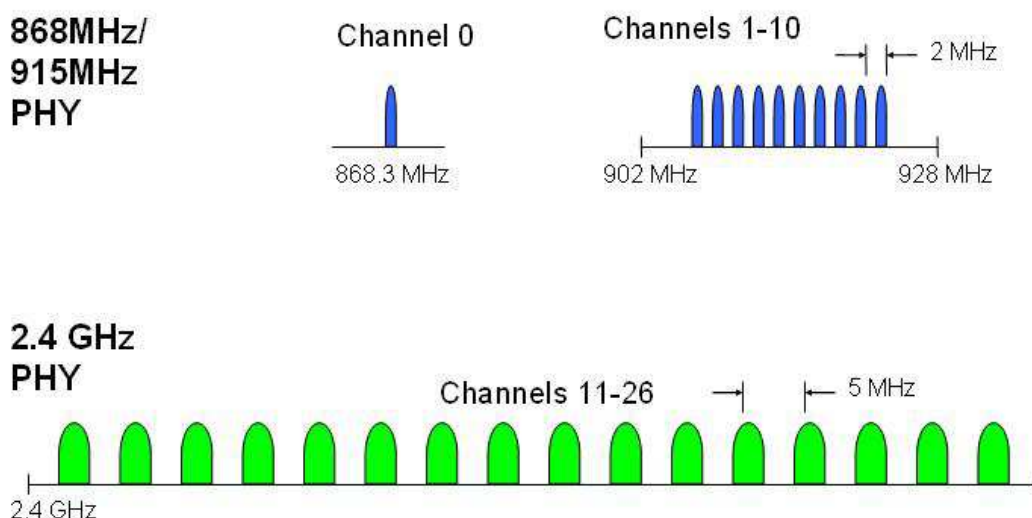 868MHz/
915MHz
PHY
Channel 0
868.3 MHz
Channels 1-10
2 MHz
902 MHz
928 MHz
2.4 GHz
PHY
Channels 11-26
5 MHz
2.4 GHz